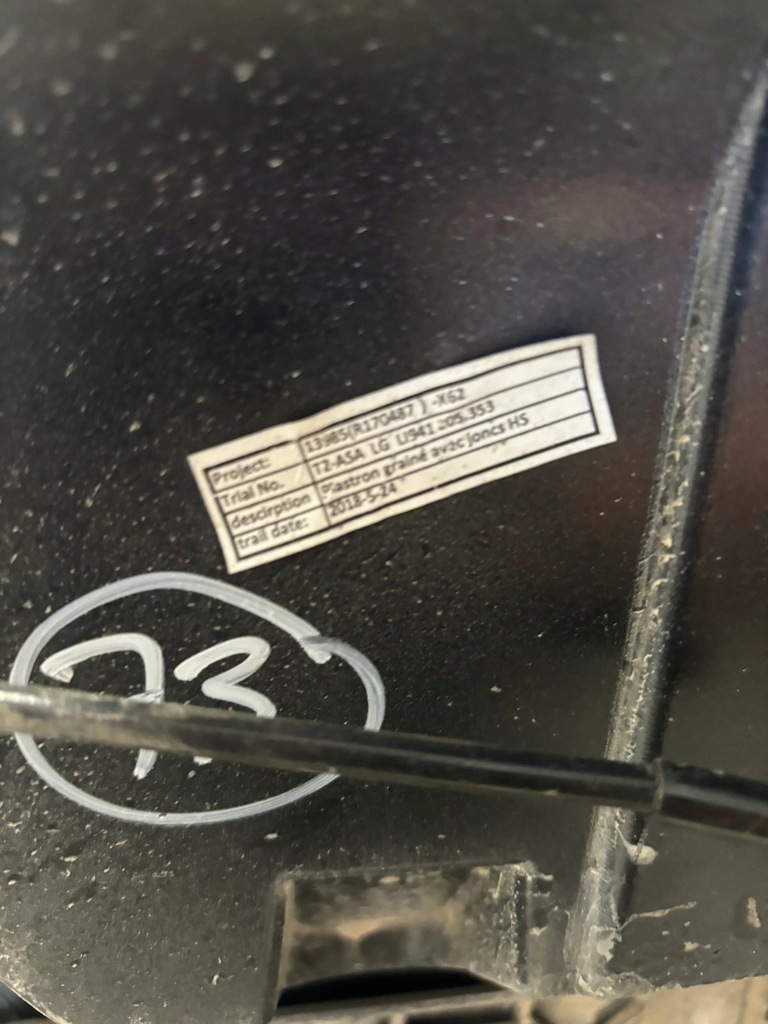 Project: 13985(R170487 ) -X62
Trial No. T2-ASA LG LI941 205.353
descirption Plastron grainé avec joncs HS
trail date: 2018-5-24
73